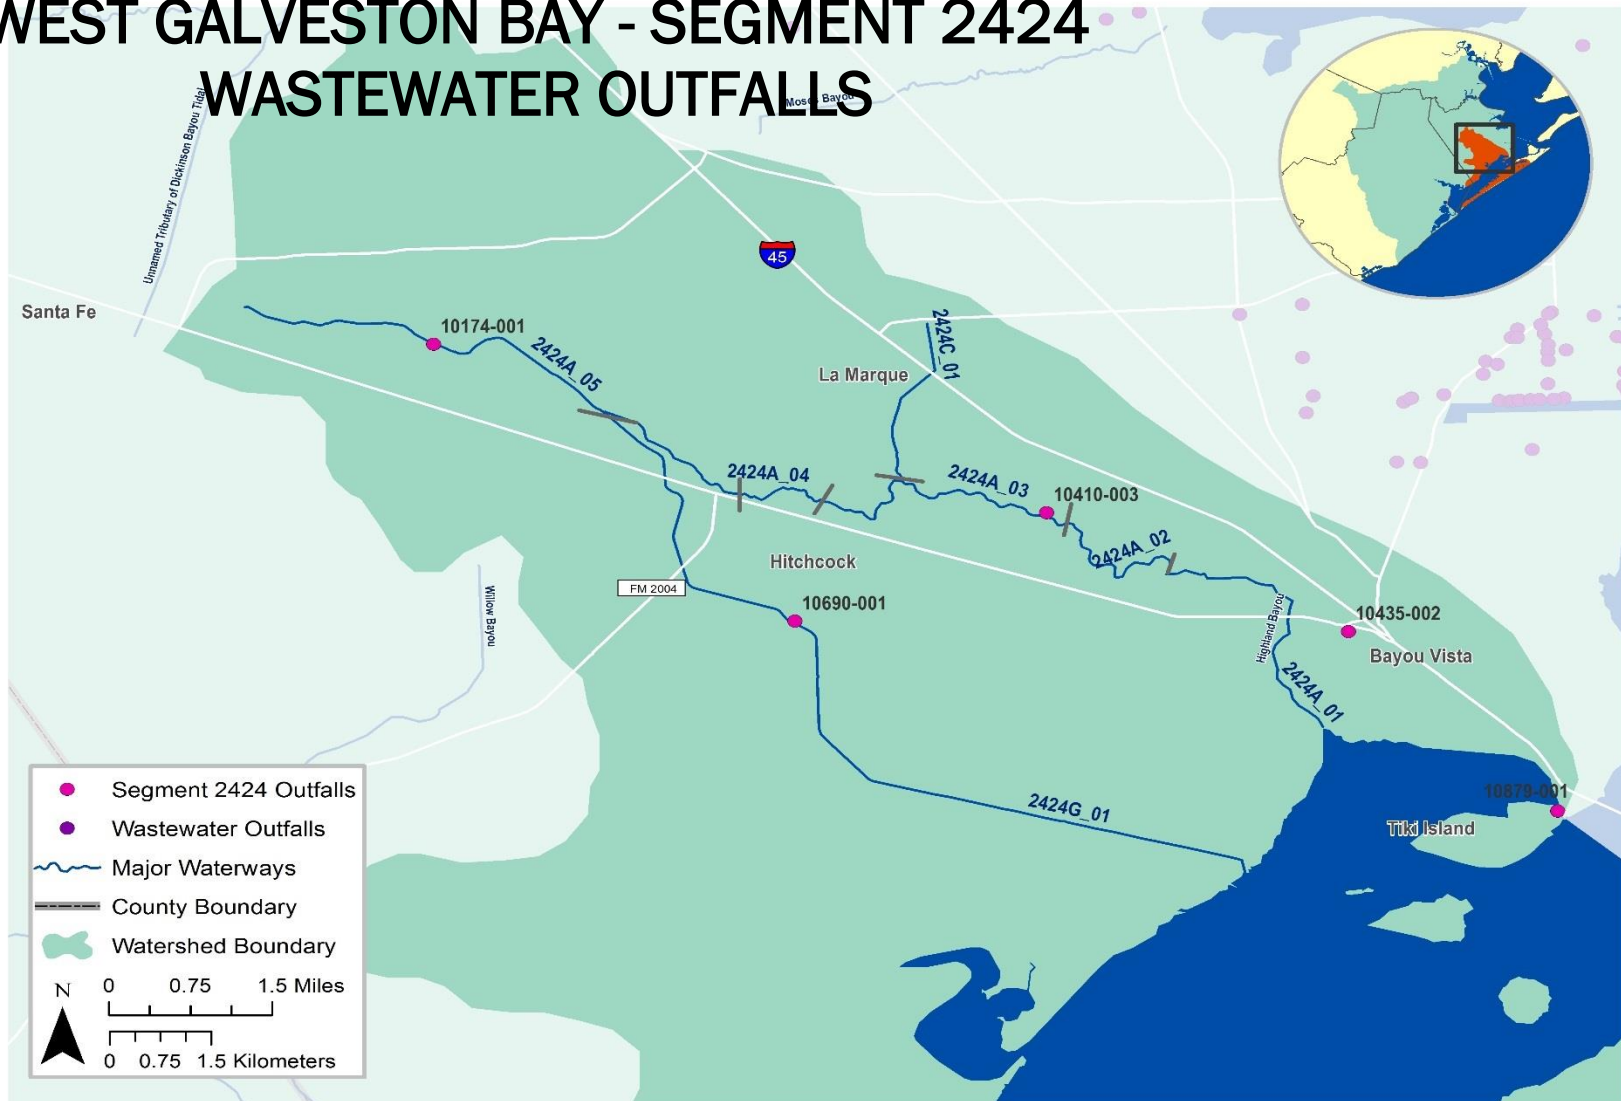 WEST GALVESTON BAY - SEGMENT 2424
WASTEWATER OUTFALLS
Moses Bayou
Unnamed Tributary of Dickinson Bayou Tidal
45
Santa Fe
10174-001
2424A_05
2424C_01
La Marque
2424A_04
2424A_03
10410-003
2424A_02
Hitchcock
FM 2004
Willow Bayou
10690-001
Highland Bayou
10435-002
Bayou Vista
2424A_01
10879-001
Tiki Island
2424G_01
Segment 2424 Outfalls
Wastewater Outfalls
Major Waterways
County Boundary
Watershed Boundary
N
0 0.75 1.5 Miles
0 0.75 1.5 Kilometers